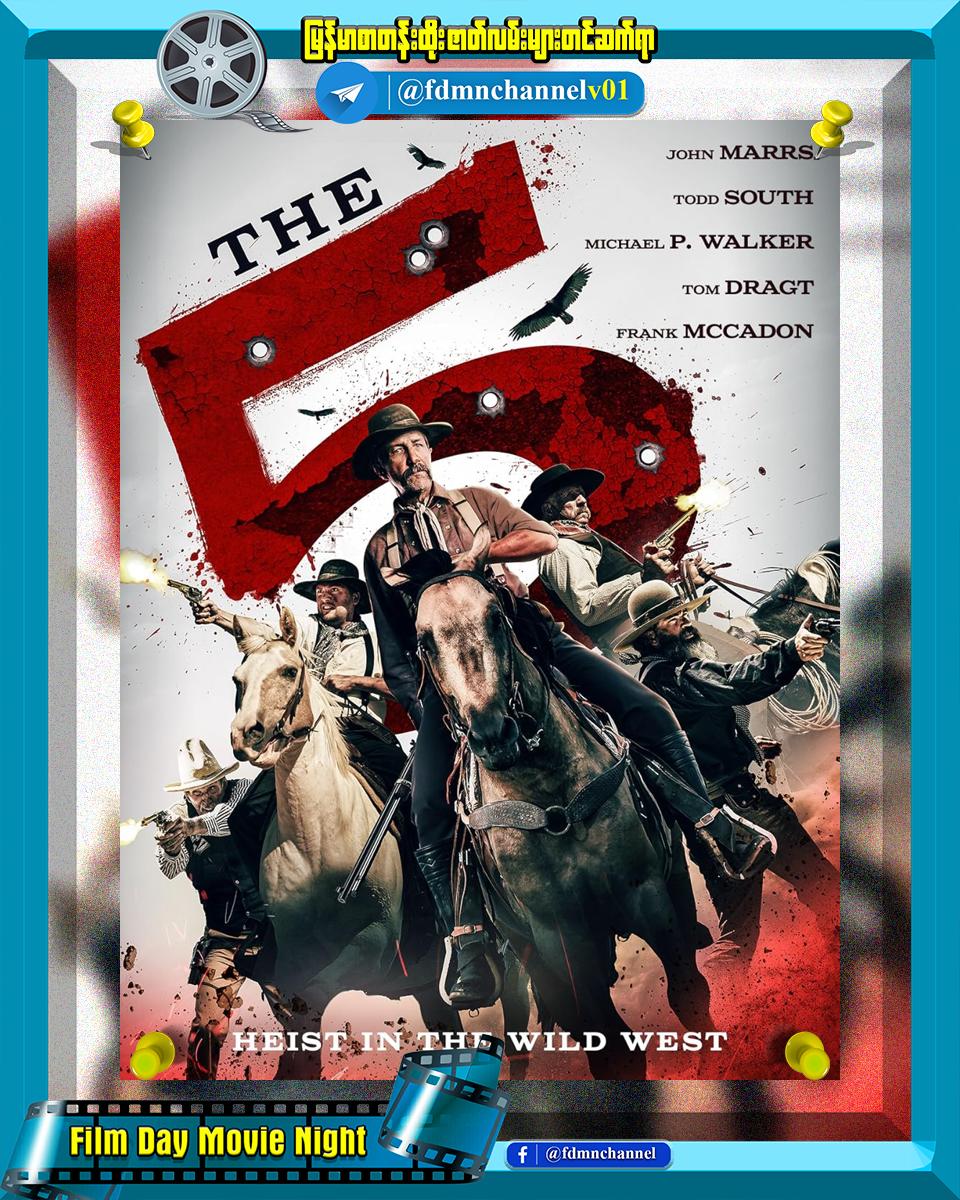 မြန်မာစာတန်းထိုးဇာတ်လမ်းများတင်ဆက်ရာ
@fdmnchannelv01
THE
5
JOHN MARRS
TODD SOUTH
MICHAEL P. WALKER
TOM DRAGT
FRANK MCCADON
HEIST IN THE WILD WEST
Film Day Movie Night
f @fdmnchannel